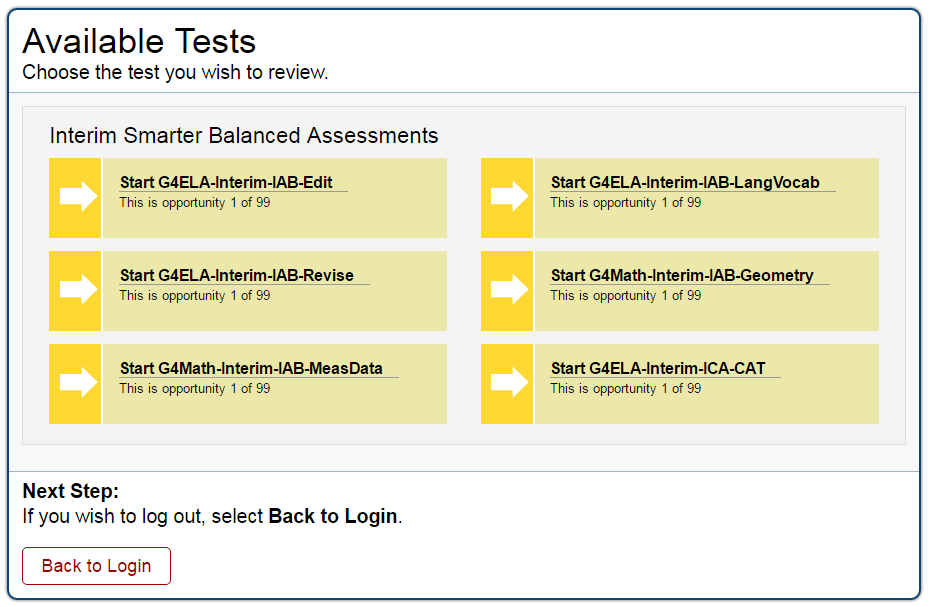 Available Tests
Choose the test you wish to review.
Interim Smarter Balanced Assessments
Start G4ELA-Interim-IAB-Edit
This is opportunity 1 of 99
Start G4ELA-Interim-IAB-LangVocab
This is opportunity 1 of 99
Start G4ELA-Interim-IAB-Revise
This is opportunity 1 of 99
Start G4Math-Interim-IAB-Geometry
This is opportunity 1 of 99
Start G4Math-Interim-IAB-MeasData
This is opportunity 1 of 99
Start G4ELA-Interim-ICA-CAT
This is opportunity 1 of 99
Next Step:
If you wish to log out, select Back to Login.
Back to Login